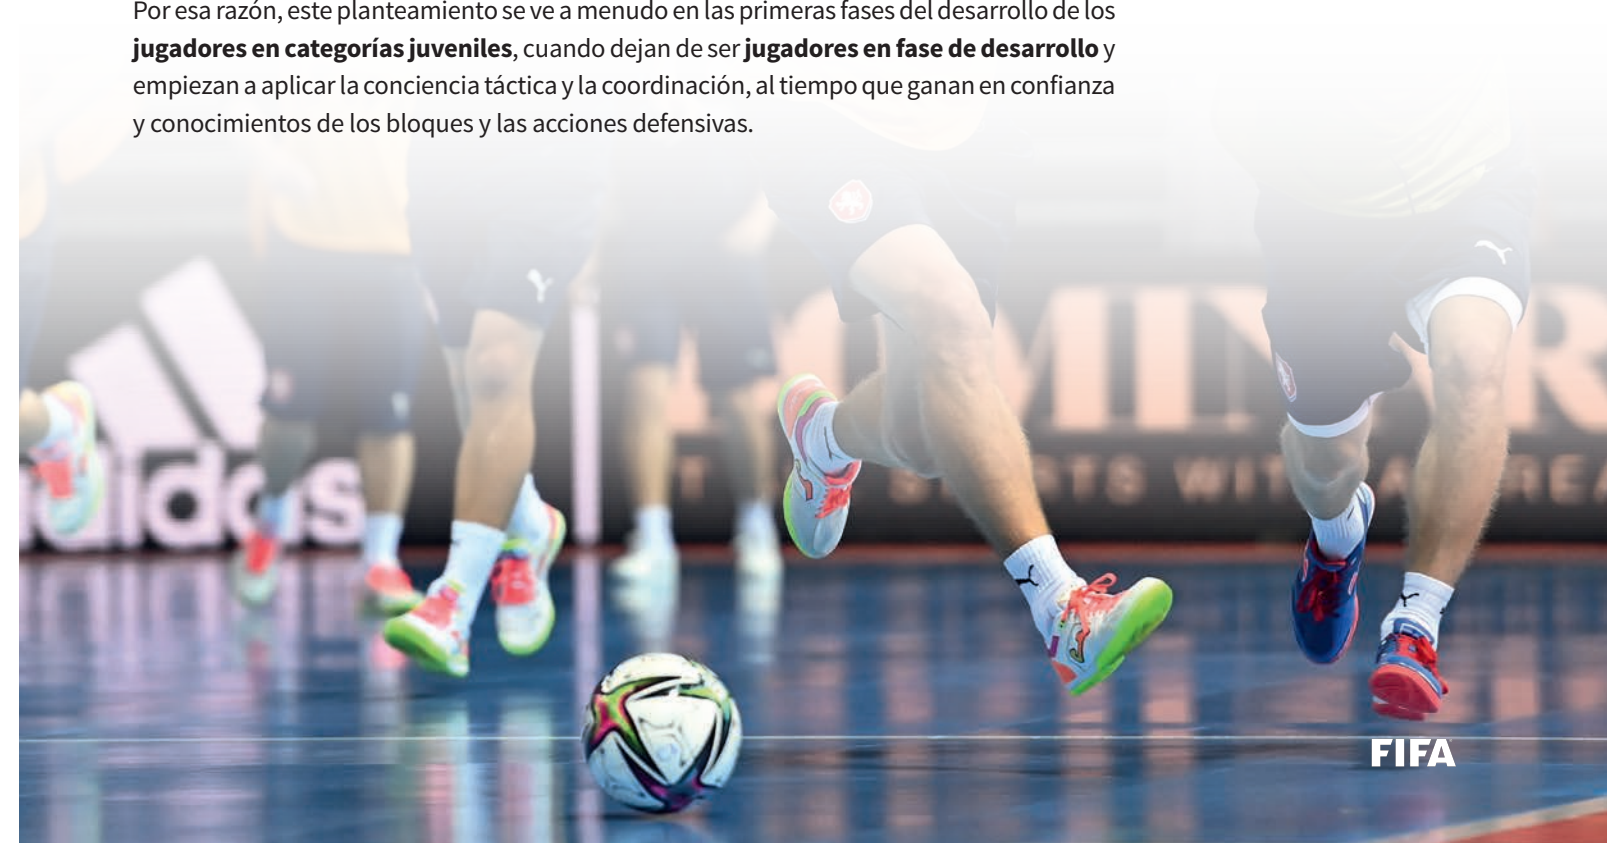 Por esa razón, este planteamiento se ve a menudo en las primeras fases del desarrollo de los
jugadores en categorías juveniles, cuando dejan de ser jugadores en fase de desarrollo y
empiezan a aplicar la conciencia táctica y la coordinación, al tiempo que ganan en confianza
y conocimientos de los bloques y las acciones defensivas.
adidas
FIFA